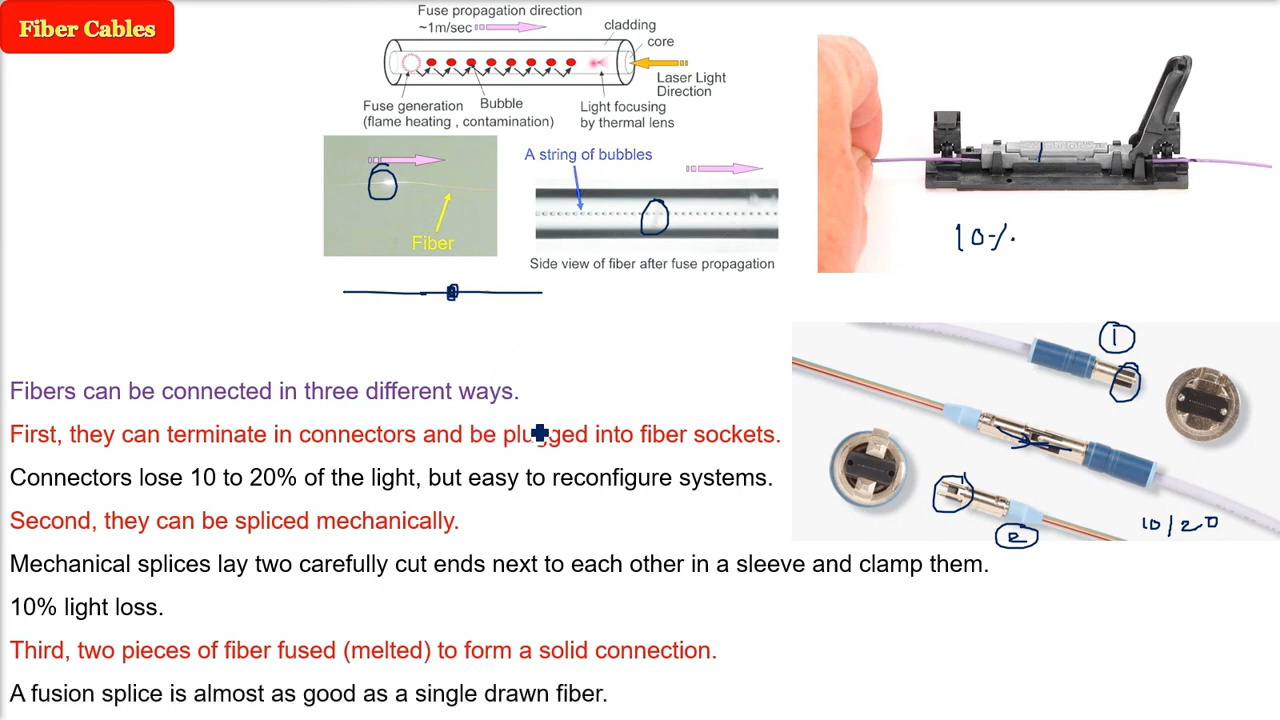 Fiber Cables
Fuse propagation direction
~1m/sec
cladding
core
Laser Light
Direction
Fuse generation
(flame heating , contamination)
Bubble
Light focusing
by thermal lens
A string of bubbles
Fiber
Side view of fiber after fuse propagation
10%
1
2
10/20
Fibers can be connected in three different ways.
First, they can terminate in connectors and be plugged into fiber sockets.
Connectors lose 10 to 20% of the light, but easy to reconfigure systems.
Second, they can be spliced mechanically.
Mechanical splices lay two carefully cut ends next to each other in a sleeve and clamp them.
10% light loss.
Third, two pieces of fiber fused (melted) to form a solid connection.
A fusion splice is almost as good as a single drawn fiber.